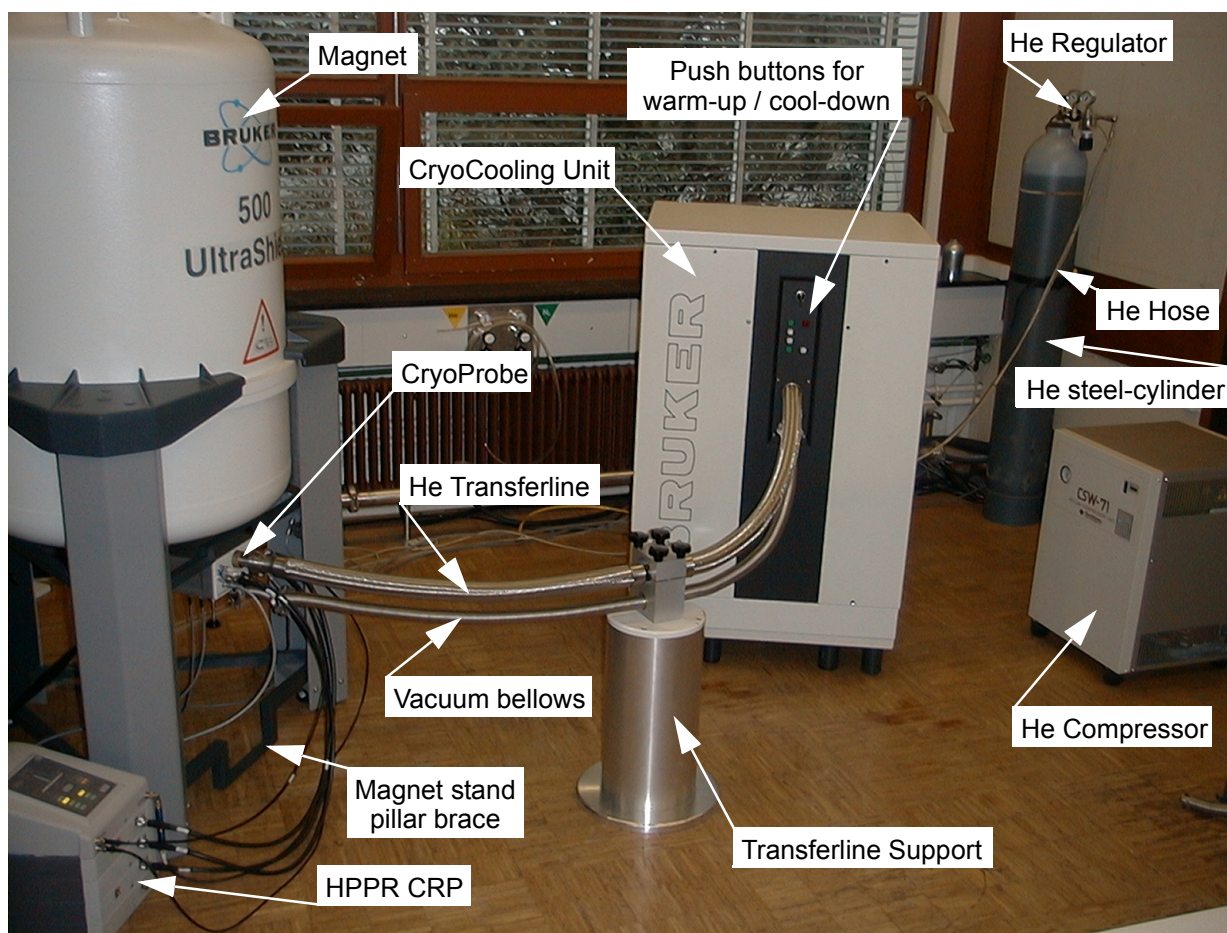 Magnet
Push buttons for
warm-up / cool-down
He Regulator
BRUKER
500
UltraShi
CryoCooling Unit
BRUKER
He Hose
CryoProbe
He steel-cylinder
He Transferline
CSW-71
Vacuum bellows
He Compressor
Magnet stand
pillar brace
Transferline Support
HPPR CRP